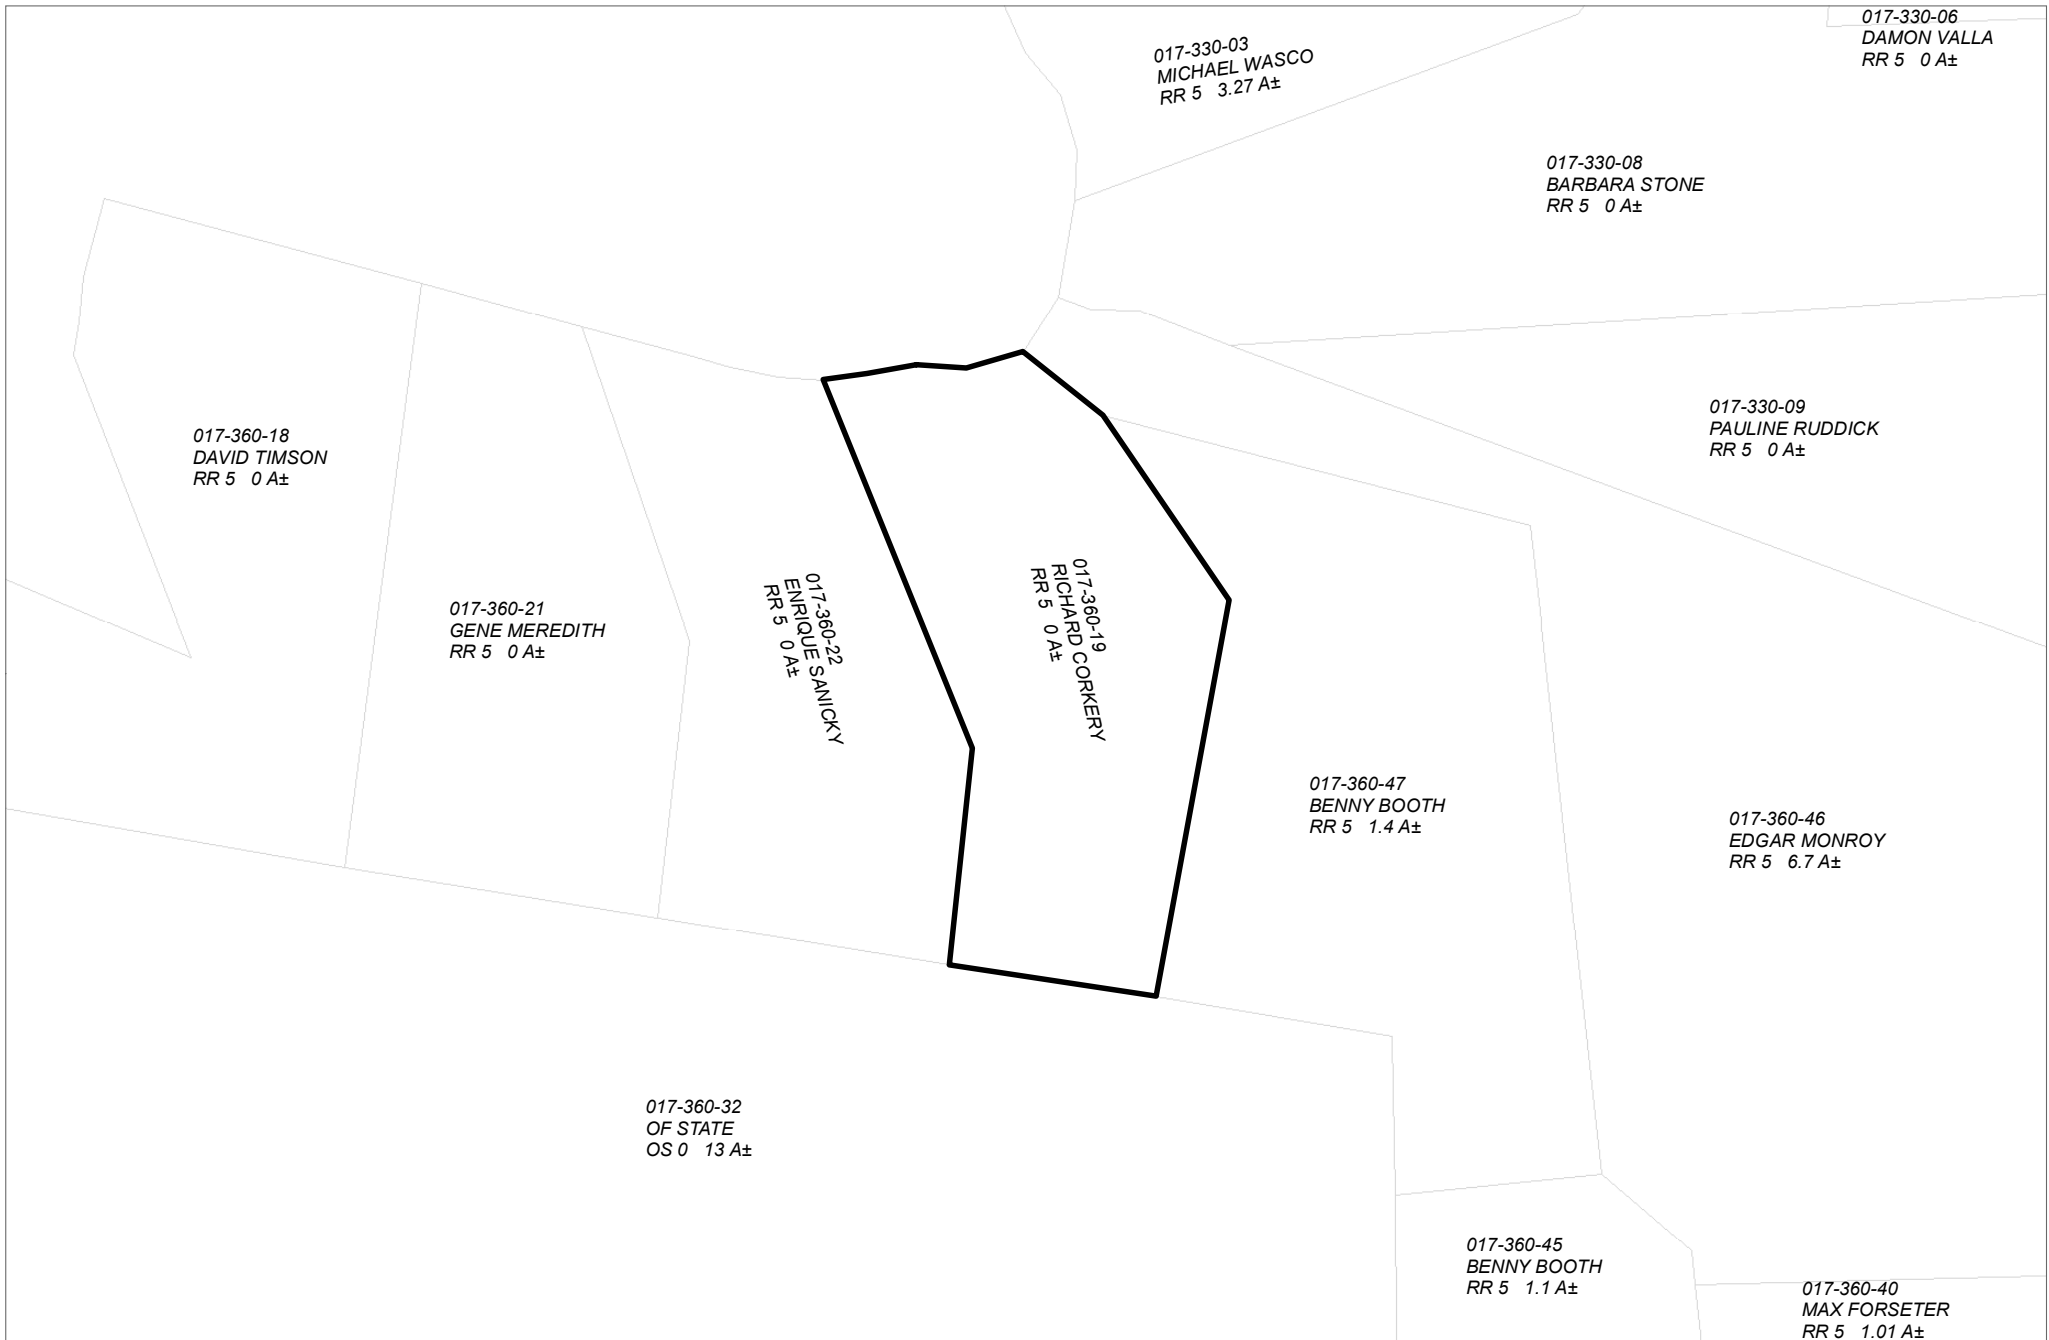 017-330-06
DAMON VALLA
RR 5 0 A±
017-330-03
MICHAEL WASCO
RR 5 3.27 A±
017-330-08
BARBARA STONE
RR 5 0 A±
017-330-09
PAULINE RUDDICK
RR 5 0 A±
017-360-18
DAVID TIMSON
RR 5 0 A±
017-360-21
GENE MEREDITH
RR 5 0 A±
017-360-22
ENRIQUE SANICKY
RR 5 0 A±
017-360-19
RICHARD CORKERY
RR 5 0 A±
017-360-47
BENNY BOOTH
RR 5 1.4 A±
017-360-46
EDGAR MONROY
RR 5 6.7 A±
017-360-32
OF STATE
OS 0 13 A±
017-360-45
BENNY BOOTH
RR 5 1.1 A±
017-360-40
MAX FORSETER
RR 5 1.01 A±